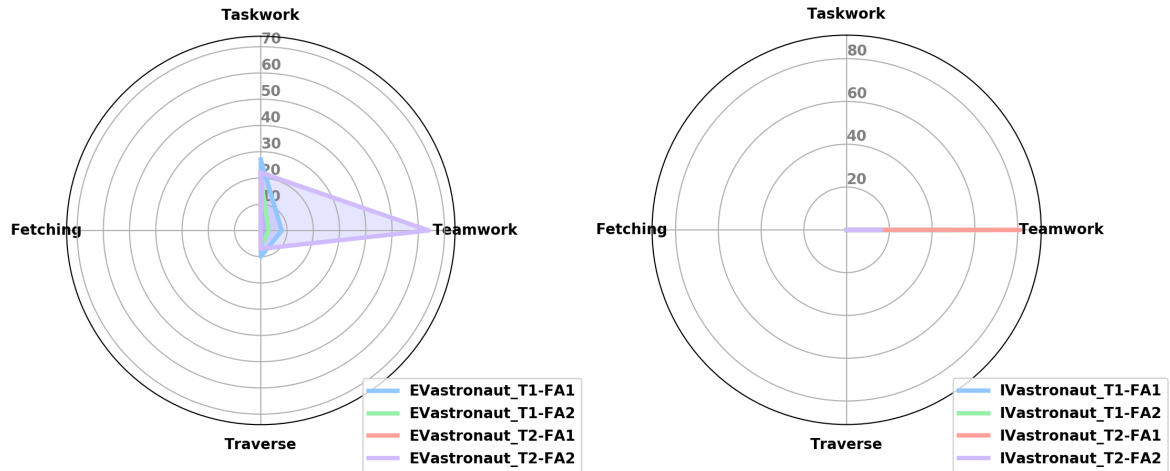 Taskwork
70
60
50
40
30
20
10
Fetching
Teamwork
Traverse
EVastronaut_T1-FA1
EVastronaut_T1-FA2
EVastronaut_T2-FA1
EVastronaut_T2-FA2
Taskwork
80
60
40
20
Fetching
Teamwork
Traverse
IVastronaut_T1-FA1
IVastronaut_T1-FA2
IVastronaut_T2-FA1
IVastronaut_T2-FA2